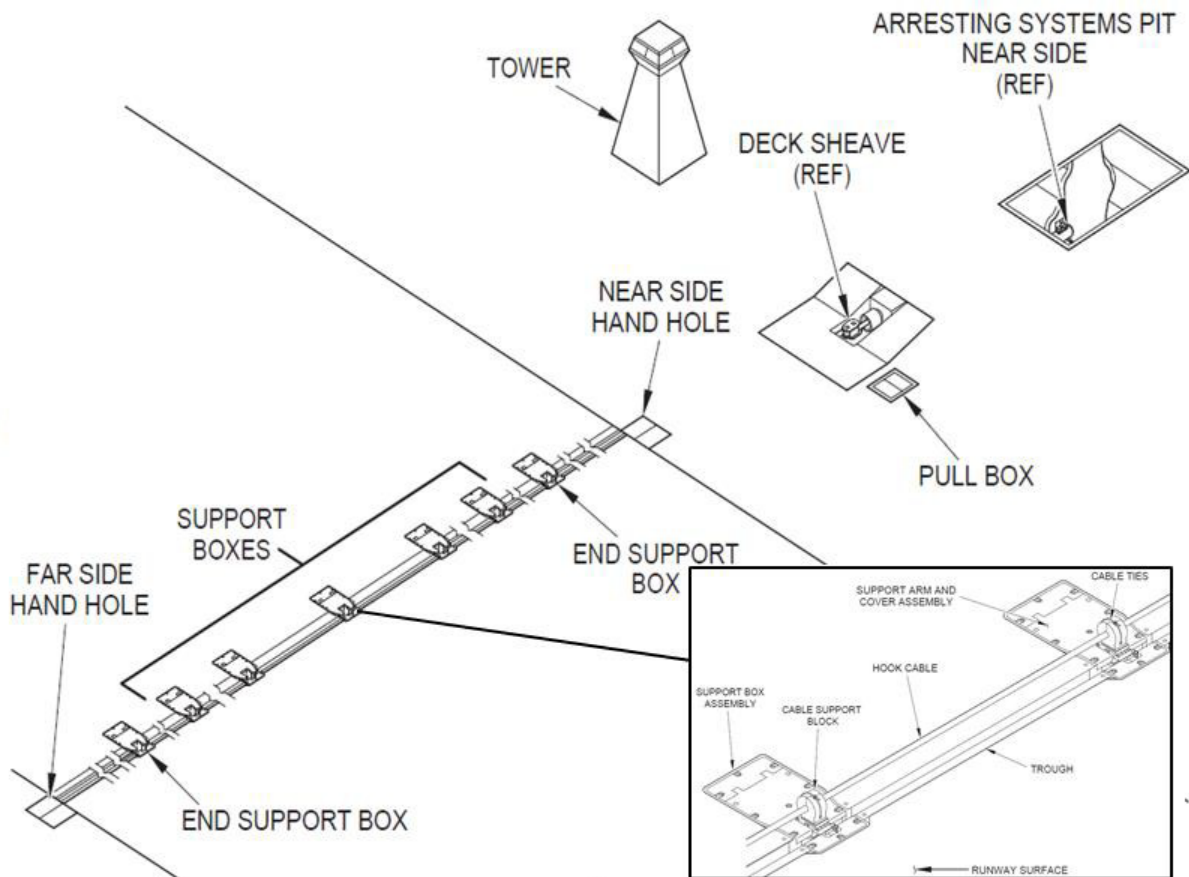 ARRESTING SYSTEMS PIT
NEAR SIDE
(REF)
TOWER
DECK SHEAVE
(REF)
NEAR SIDE
HAND HOLE
PULL BOX
SUPPORT
BOXES
END SUPPORT
BOX
FAR SIDE
HAND HOLE
END SUPPORT BOX
CABLE TIES
SUPPORT ARM AND
COVER ASSEMBLY
HOOK CABLE
SUPPORT BOX
ASSEMBLY
CABLE SUPPORT
BLOCK
TROUGH
RUNWAY SURFACE